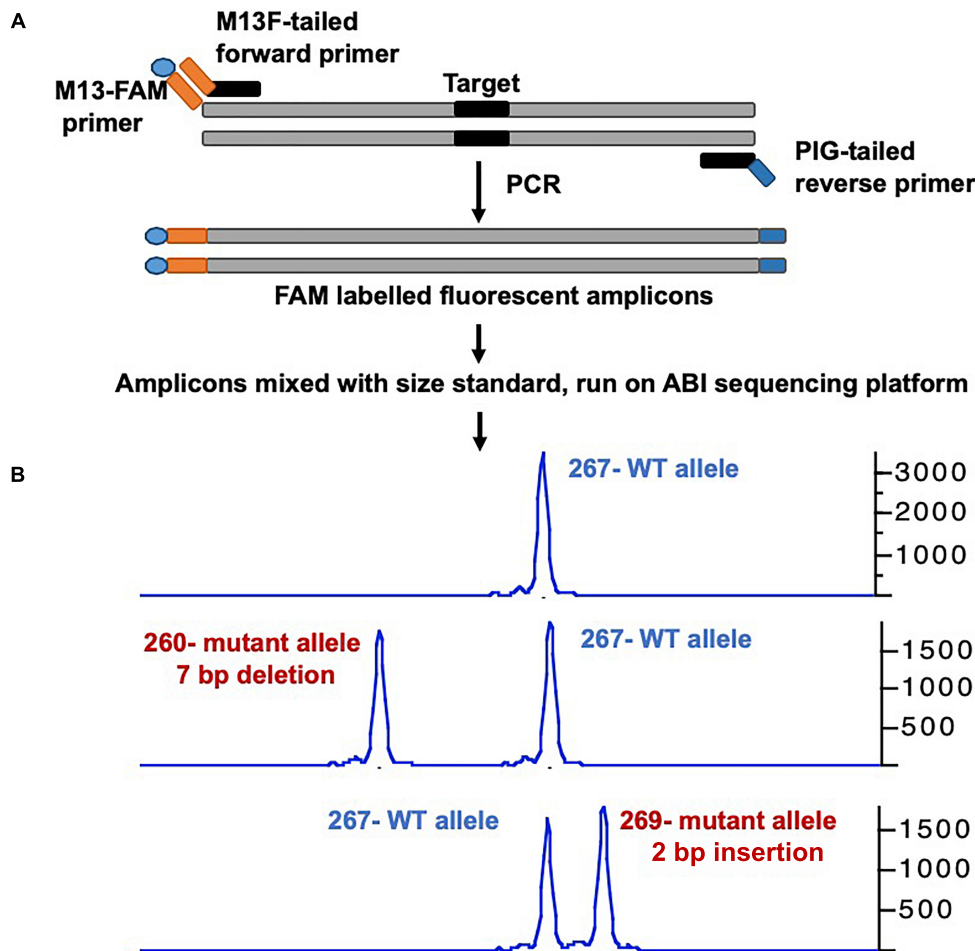 A
M13F-tailed
forward primer
M13-FAM
primer
Target
PIG-tailed
reverse primer
PCR
FAM labelled fluorescent amplicons
Amplicons mixed with size standard, run on ABI sequencing platform
B
267- WT allele
3000
2000
1000
260- mutant allele
7 bp deletion
267- WT allele
1500
1000
500
267- WT allele
269- mutant allele
2 bp insertion
1500
1000
500